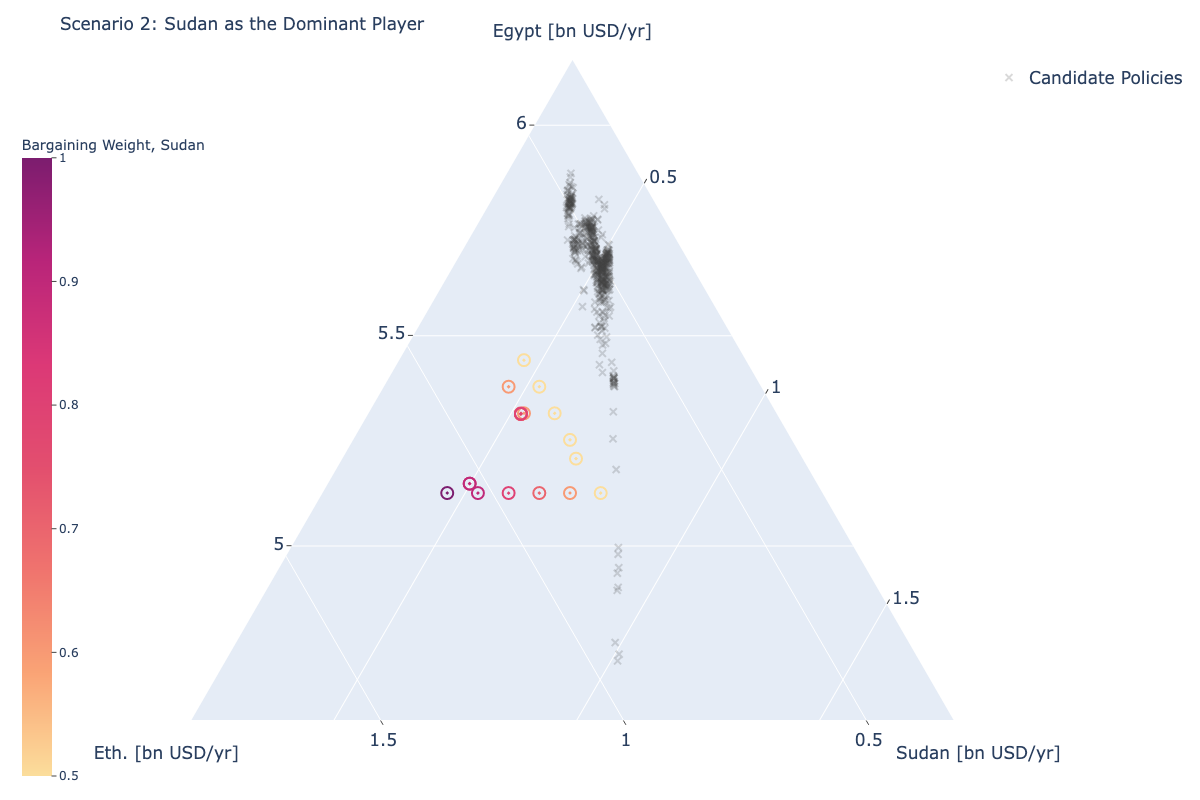 Scenario 2: Sudan as the Dominant Player
Egypt [bn USD/yr]
Candidate Policies
Bargaining Weight, Sudan
1
0.9
0.8
0.7
0.6
0.5
6
5.5
5
0.5
1
1.5
1.5
1
0.5
Eth. [bn USD/yr]
Sudan [bn USD/yr]